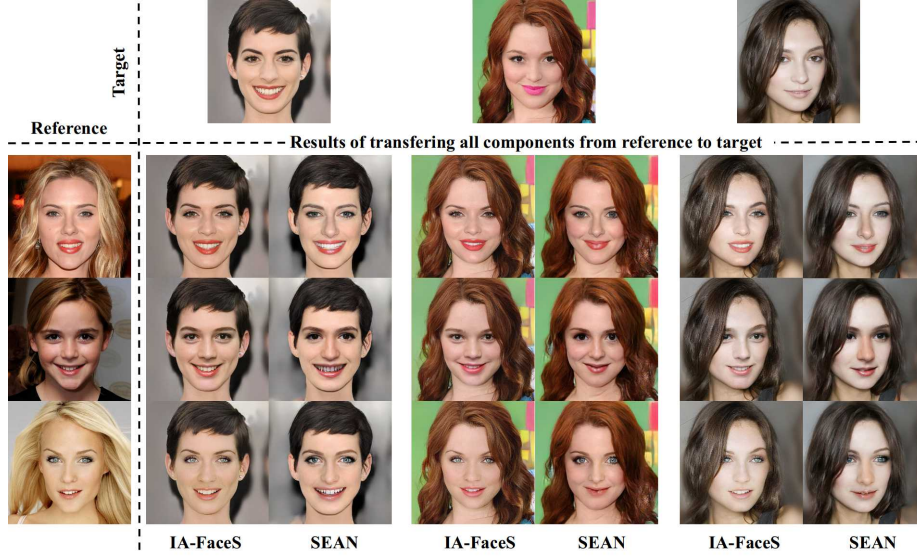 Target
Reference
Results of transfering all components from reference to target
IA-FaceS SEAN IA-FaceS SEAN IA-FaceS SEAN